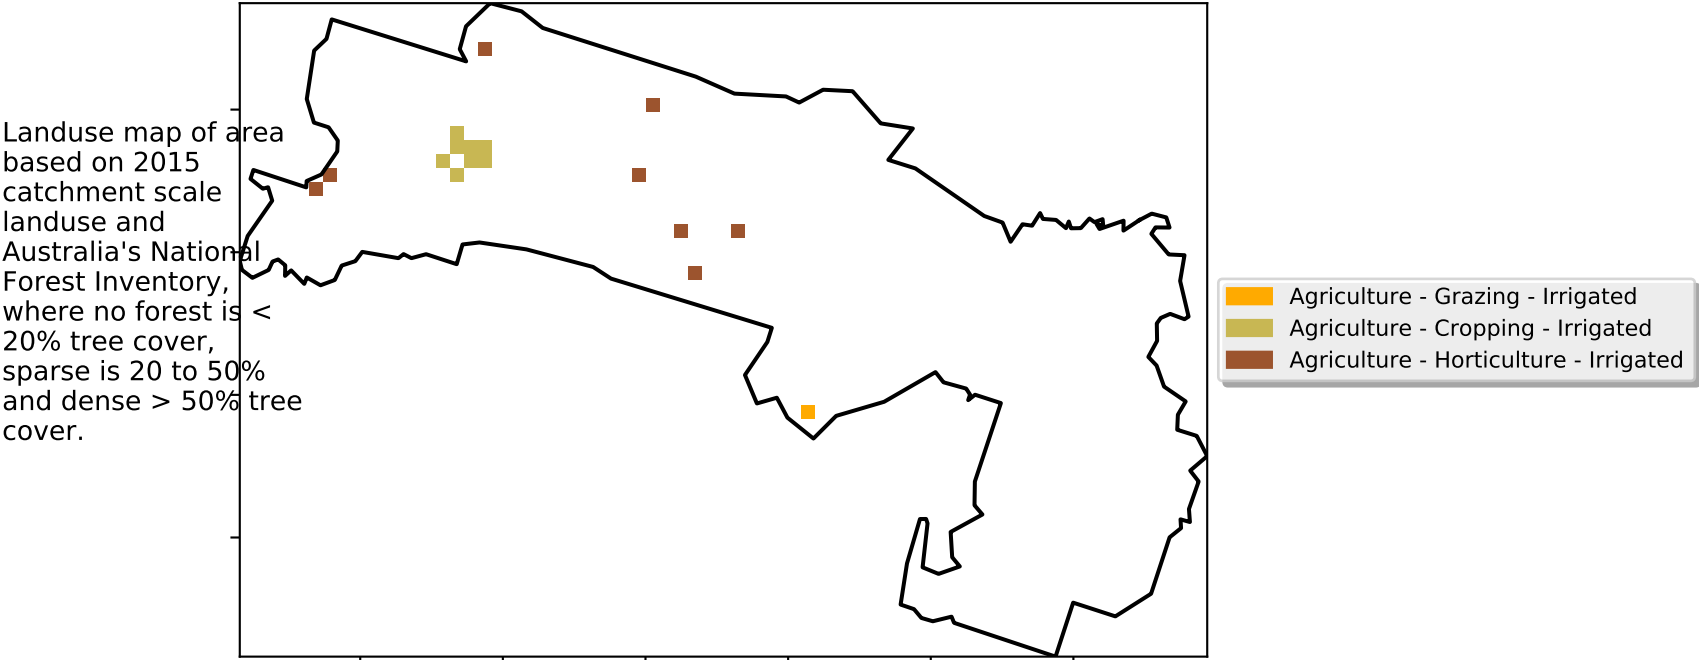 Landuse map of area
based on 2015
catchment scale
landuse and
Australia's National
Forest Inventory,
where no forest is <
20% tree cover,
sparse is 20 to 50%
and dense > 50% tree
cover.
Agriculture - Grazing - Irrigated
Agriculture - Cropping - Irrigated
Agriculture - Horticulture - Irrigated